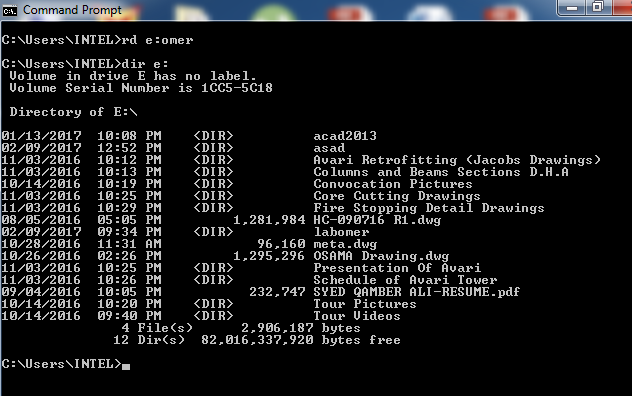 Command Prompt
C:\Users\INTEL>rd e:omer
C:\Users\INTEL>dir e:
Volume in drive E has no label.
Volume Serial Number is 1CC5-5C18
Directory of E:\
01/13/2017  10:08 PM    <DIR>          acad2013
02/09/2017  12:52 PM    <DIR>          asad
11/03/2016  10:12 PM    <DIR>          Avari Retrofitting (Jacobs Drawings)
11/03/2016  10:13 PM    <DIR>          Columns and Beams Sections D.H.A
10/14/2016  10:19 PM    <DIR>          Convocation Pictures
11/03/2016  10:25 PM    <DIR>          Core Cutting Drawings
11/03/2016  10:29 PM    <DIR>          Fire Stopping Detail Drawings
08/05/2016  05:05 PM         1,281,984 HC-090716 R1.dwg
02/09/2017  09:34 PM    <DIR>          labomer
10/28/2016  11:31 AM            96,160 meta.dwg
10/26/2016  02:26 PM         1,295,296 OSAMA Drawing.dwg
11/03/2016  10:25 PM    <DIR>          Presentation Of Avari
11/03/2016  10:26 PM    <DIR>          Schedule of Avari Tower
09/04/2016  10:05 PM           232,747 SYED QAMBER ALI-RESUME.pdf
10/14/2016  10:20 PM    <DIR>          Tour Pictures
10/14/2016  09:40 PM    <DIR>          Tour Videos
4 File(s)      2,906,187 bytes
12 Dir(s)  82,016,337,920 bytes free
C:\Users\INTEL>